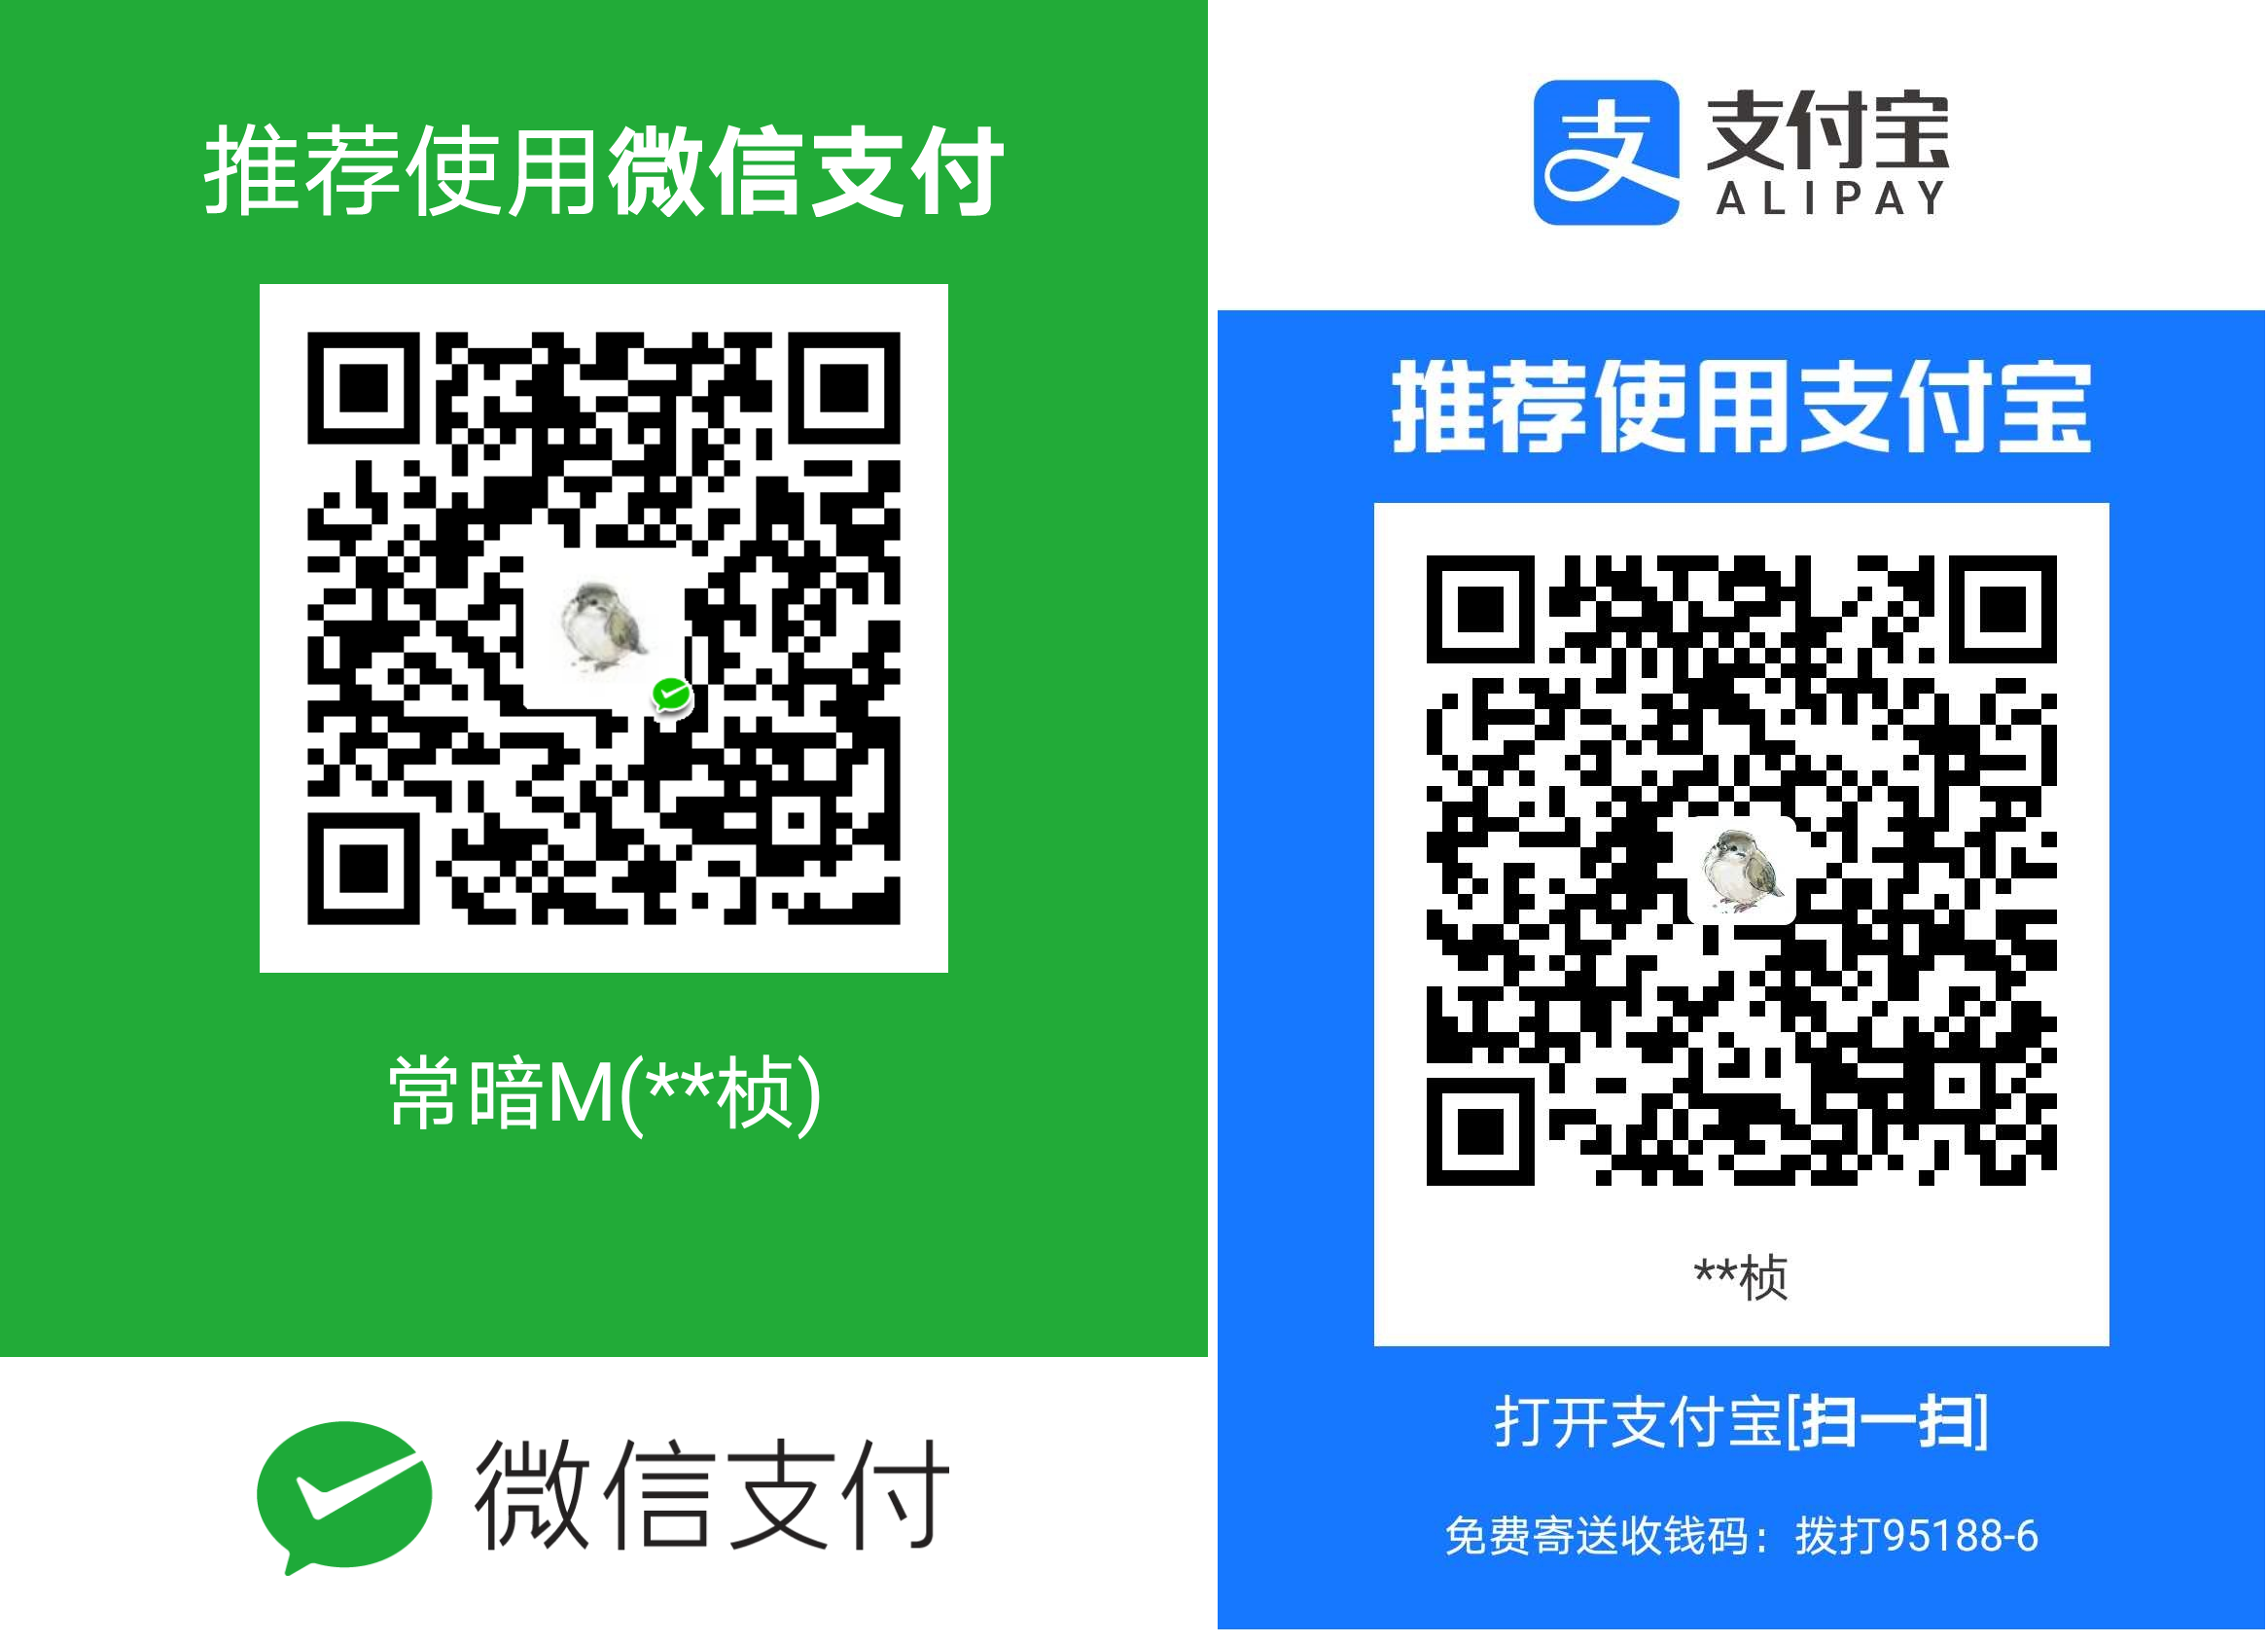 推荐使用微信支付
常暗M(**桢)
微信支付
支
支付宝
ALIPAY
推荐使用支付宝
**桢
打开支付宝[扫一扫]
免费寄送收钱码：拨打95188-6